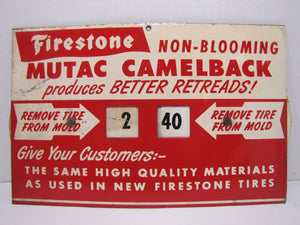 Firestone NON-BLOOMING
MUTAC CAMELBACK
produces BETTER RETREADS!
REMOVE TIRE FROM MOLD
2 40
REMOVE TIRE FROM MOLD
Give Your Customers:-
THE SAME HIGH QUALITY MATERIALS
AS USED IN NEW FIRESTONE TIRES